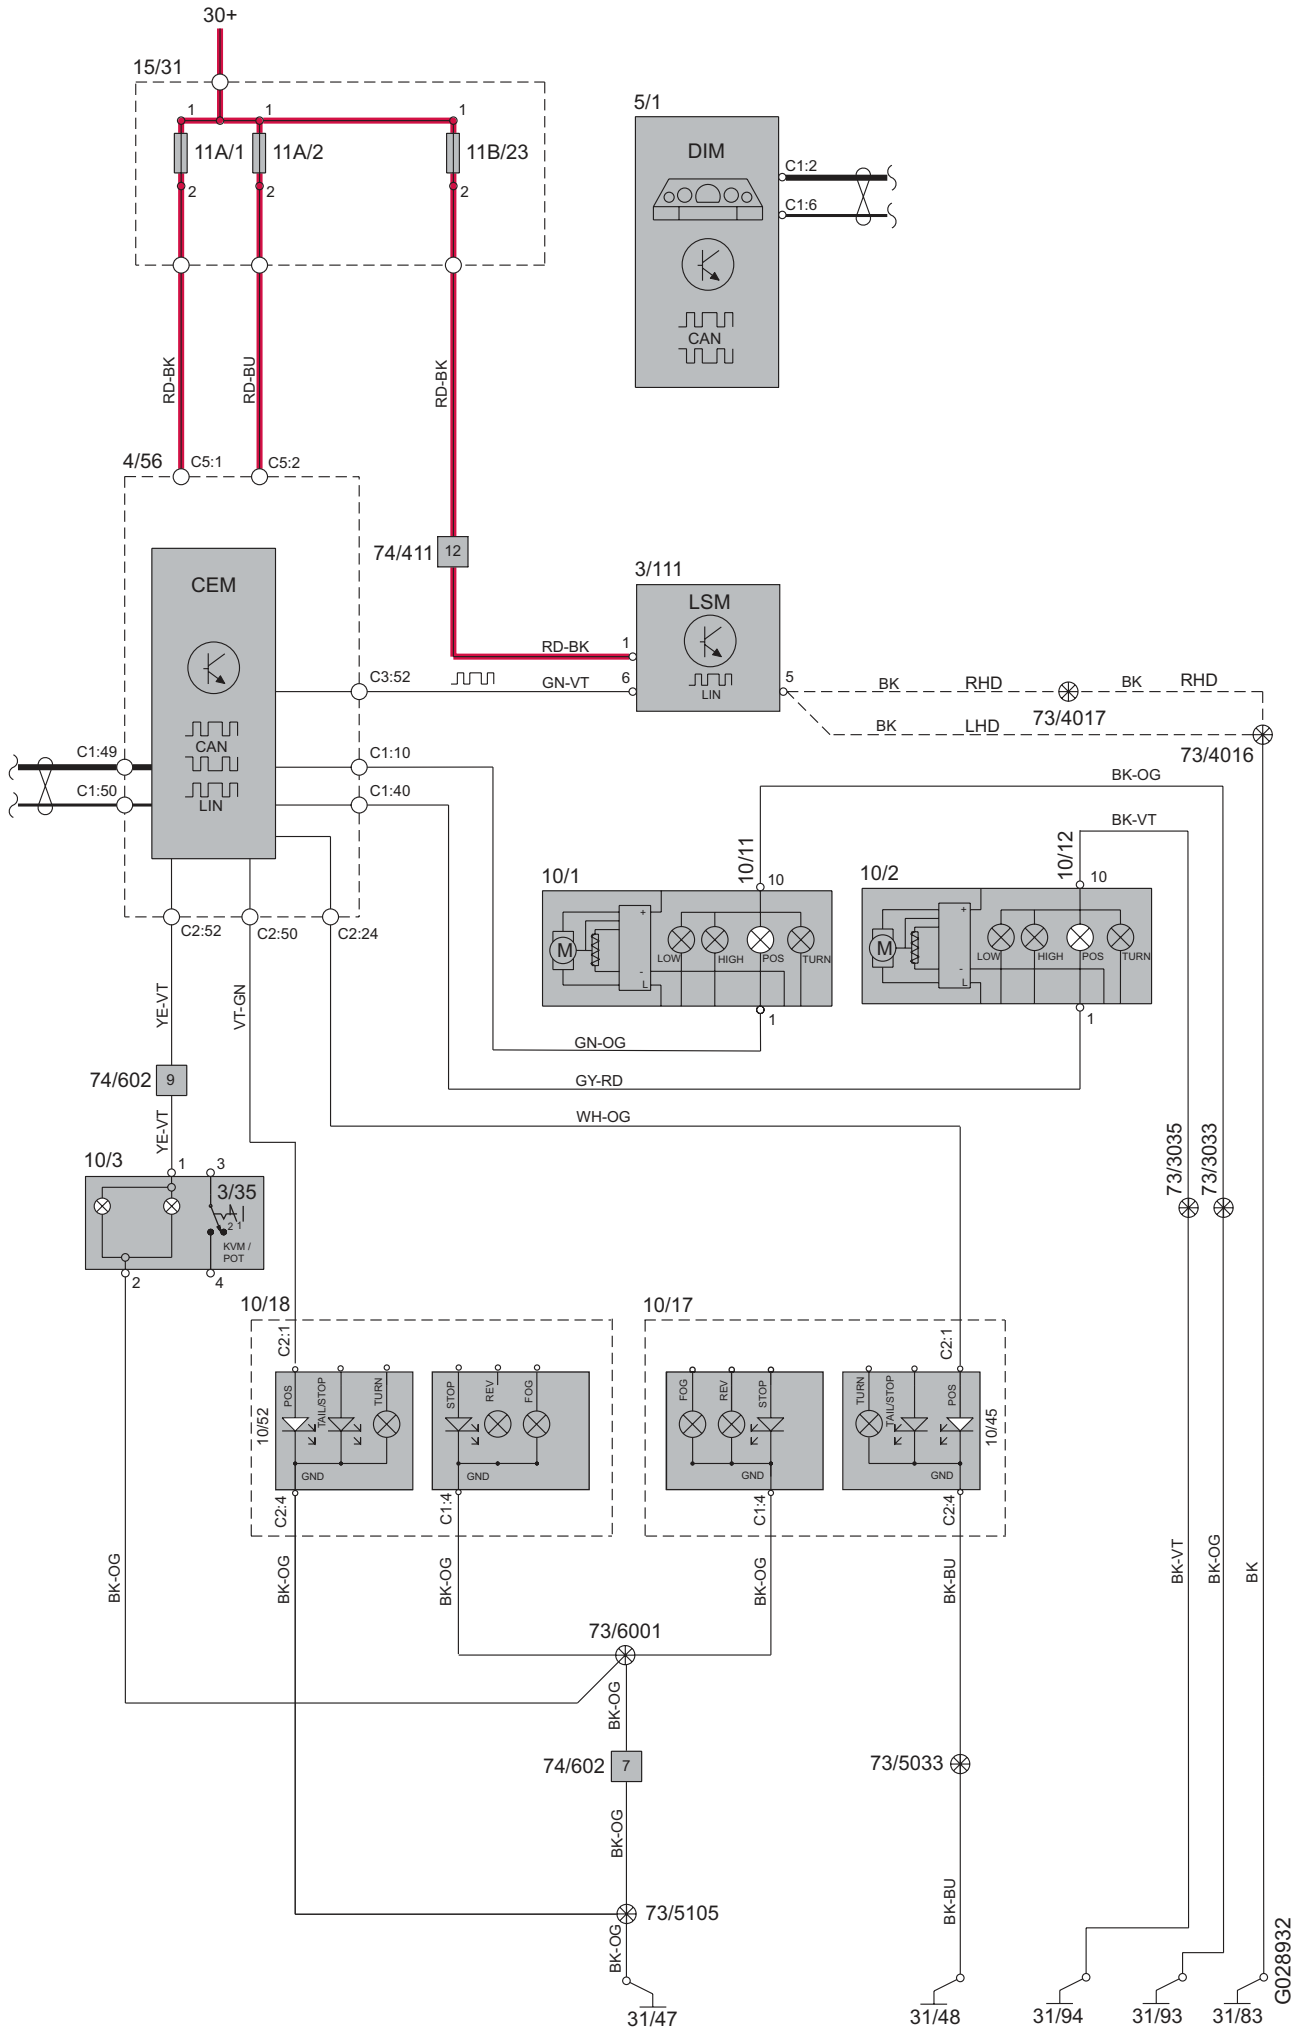 30+
15/31
1
1
1
11A/1
11A/2
11B/23
2
2
2
5/1
DIM
C1:2
C1:6
CAN
RD-BK
RD-BU
RD-BK
4/56
C5:1
C5:2
74/411
12
CEM
3/111
LSM
LIN
RD-BK
1
C3:52
GN-VT
6
5
BK
RHD
BK
RHD
73/4017
BK
LHD
73/4016
C1:49
CAN
C1:10
C1:50
LIN
C1:40
BK-OG
BK-VT
10/1
10/11
10
10/2
10/12
10
M
+
-
L
LOW
HIGH
POS
TURN
M
+
-
L
LOW
HIGH
POS
TURN
1
1
C2:52
C2:50
C2:24
YE-VT
VT-GN
GN-OG
GY-RD
WH-OG
74/602
9
YE-VT
10/3
1
3
3/35
2 1
KVM /
POT
2
4
73/3035
73/3033
10/18
10/17
C2:1
C2:1
10/52
POS
TAIL/STOP
TURN
GND
STOP
REV
FOG
GND
FOG
REV
STOP
GND
TURN
TAIL/STOP
POS
GND
10/45
C2:4
C1:4
C1:4
C2:4
BK-OG
BK-OG
BK-OG
BK-OG
BK-BU
BK-VT
BK-OG
BK
73/6001
BK-OG
74/602
7
73/5033
BK-OG
BK-BU
73/5105
BK-OG
31/47
31/48
31/94
31/93
31/83
G028932